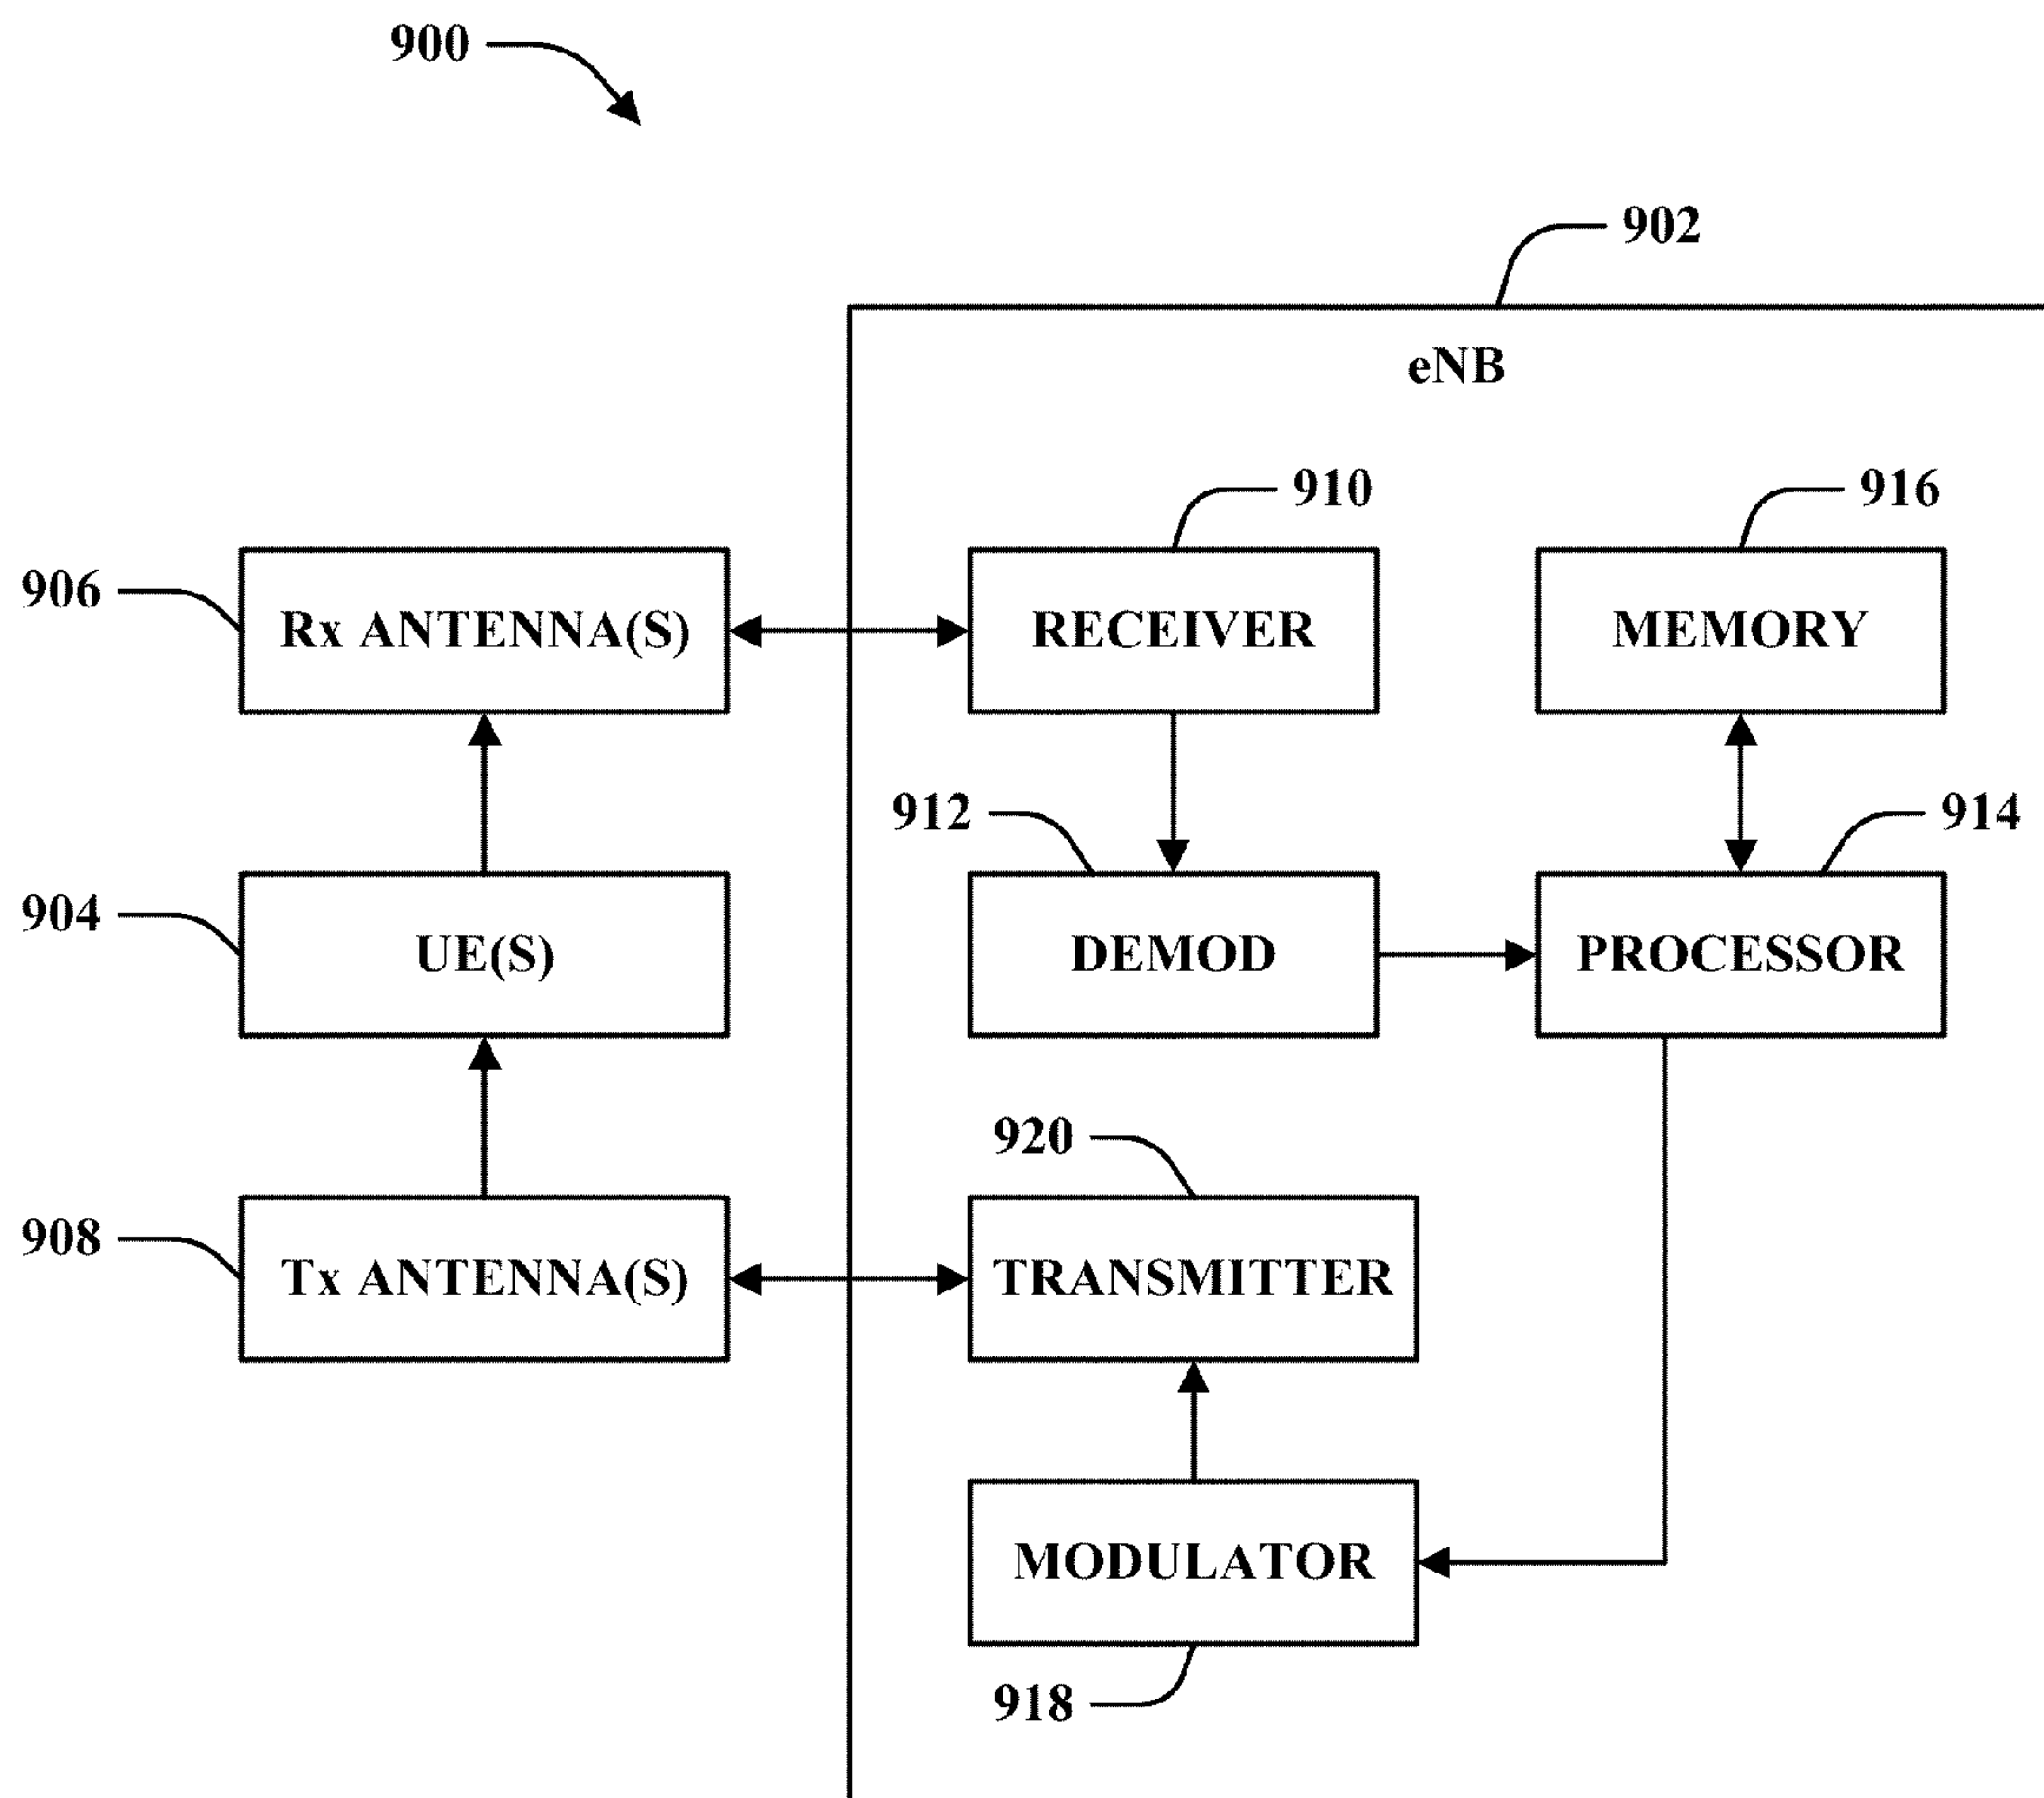 900
902
eNB
910
916
906
Rx ANTENNA(S)
RECEIVER
MEMORY
912
914
904
UE(S)
DEMOD
PROCESSOR
920
908
Tx ANTENNA(S)
TRANSMITTER
MODULATOR
918